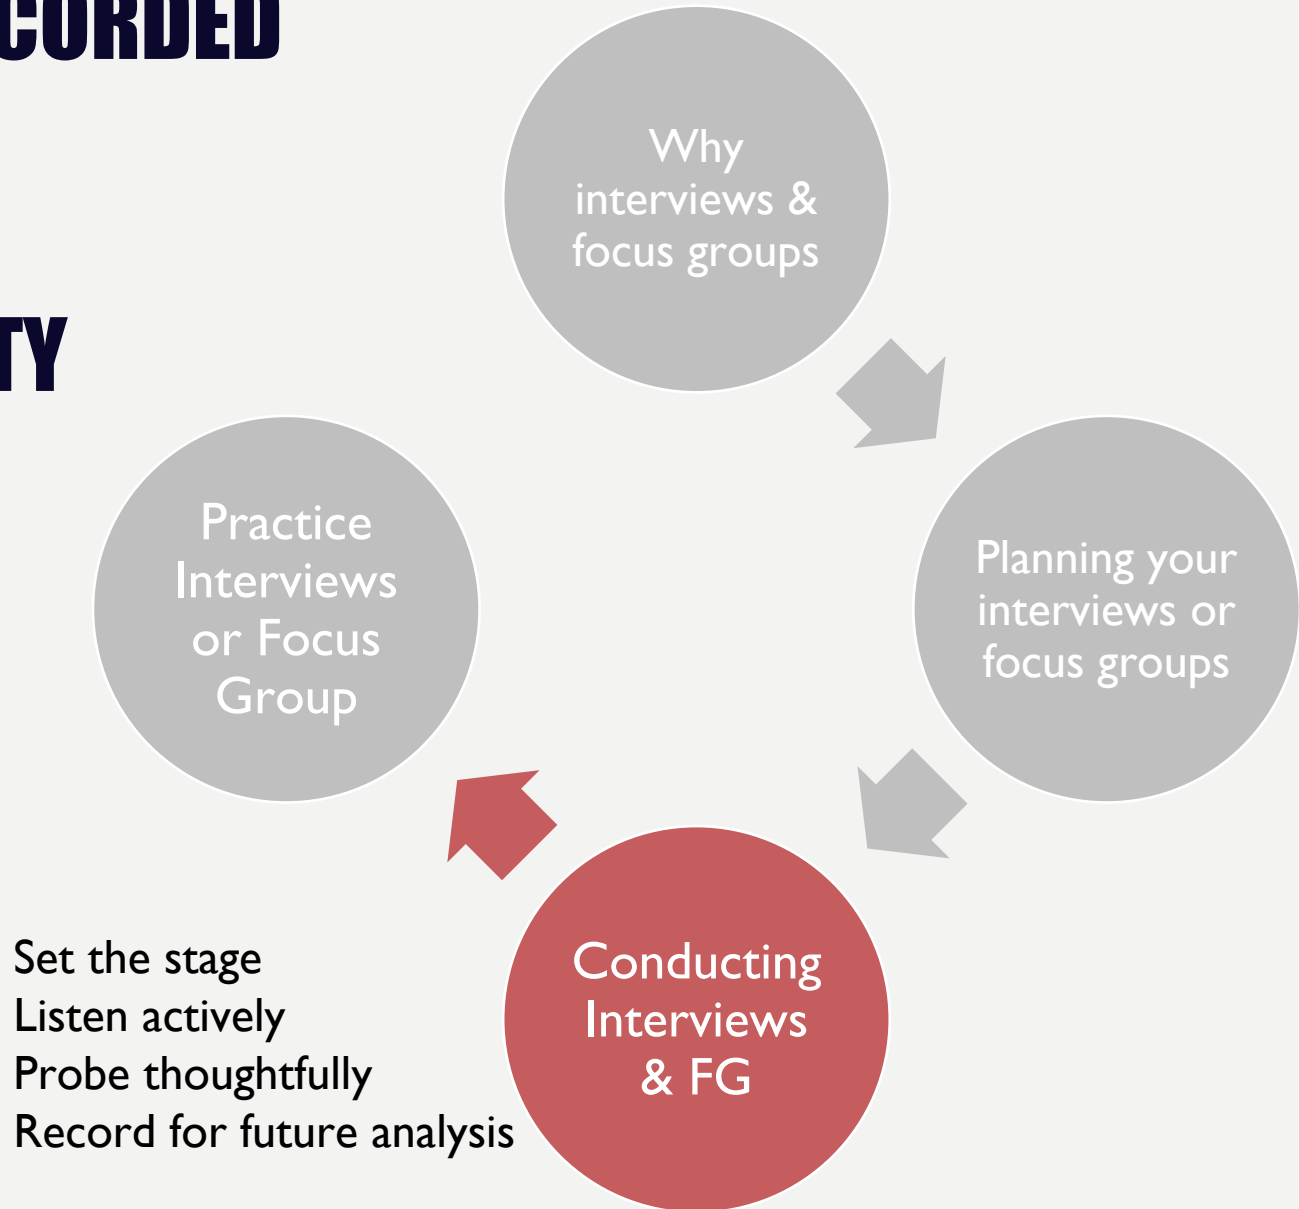 CORDED
Why
interviews &
focus groups
TY
Practice
Interviews
or Focus
Group
Planning your
interviews or
focus groups
Set the stage
Listen actively
Probe thoughtfully
Record for future analysis
Conducting
Interviews
& FG